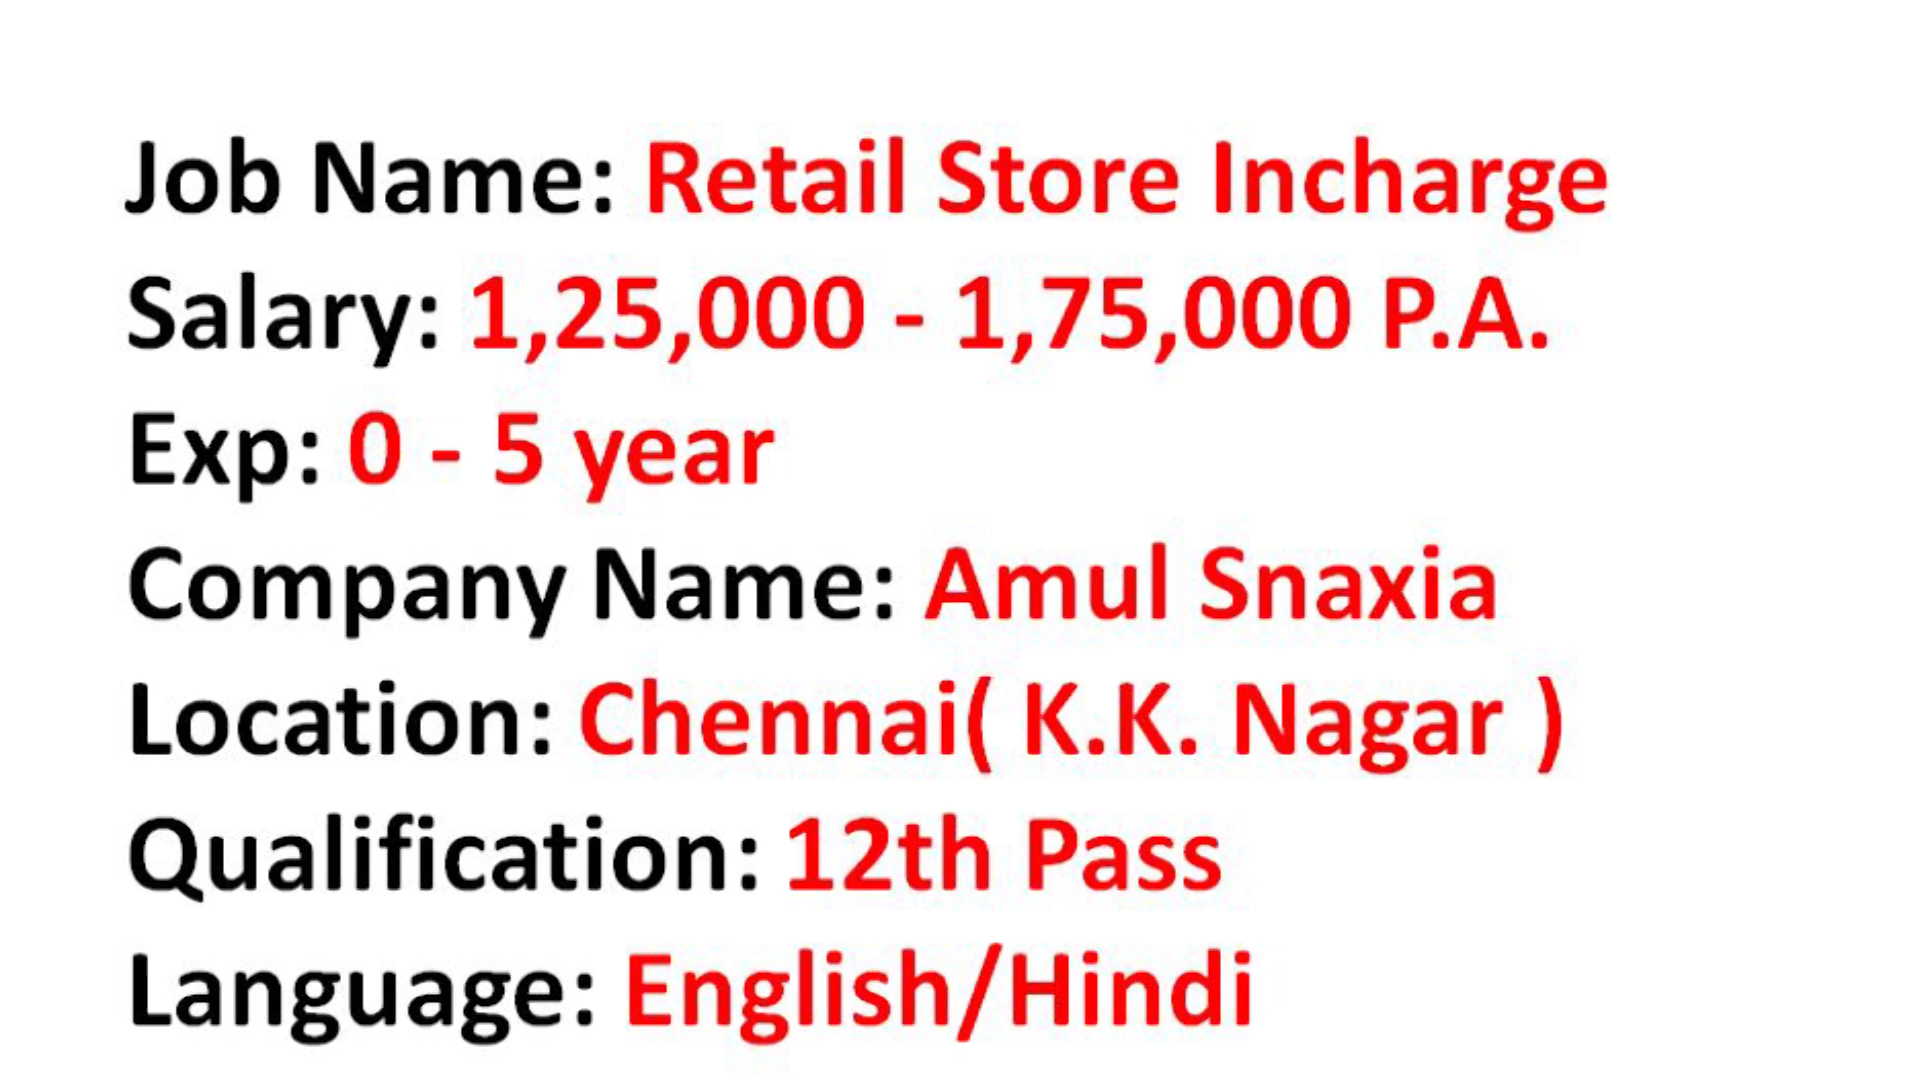 Job Name: Retail Store Incharge
Salary: 1,25,000 - 1,75,000 P.A.
Exp: 0 - 5 year
Company Name: Amul Snaxia
Location: Chennai( K.K. Nagar )
Qualification: 12th Pass
Language: English/Hindi